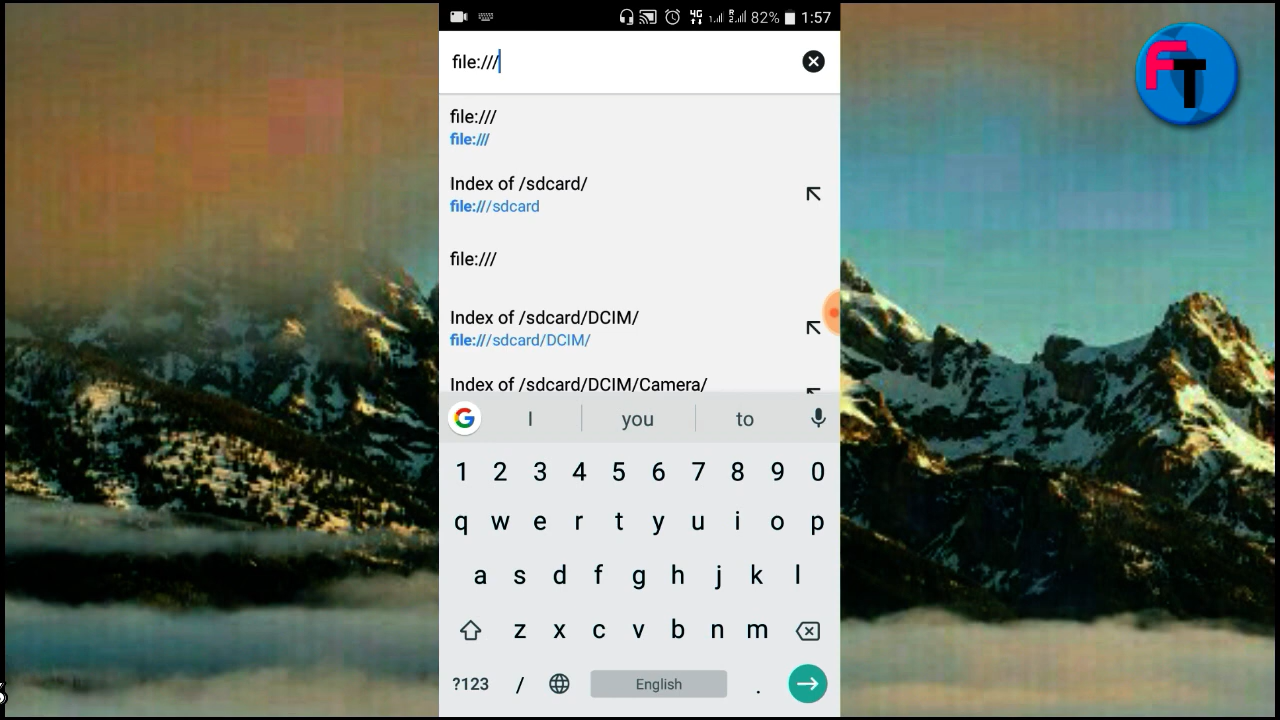 4G
R
2
82%
1:57
FT
file:///
file:///
file:///
Index of /sdcard/
file:///sdcard
file:///
Index of /sdcard/DCIM/
file:///sdcard/DCIM/
Index of /sdcard/DCIM/Camera/
G I you to
1 2 3 4 5 6 7 8 9 0
q w e r t y u i o p
a s d f g h j k l
z x c v b n m
?123 / English .